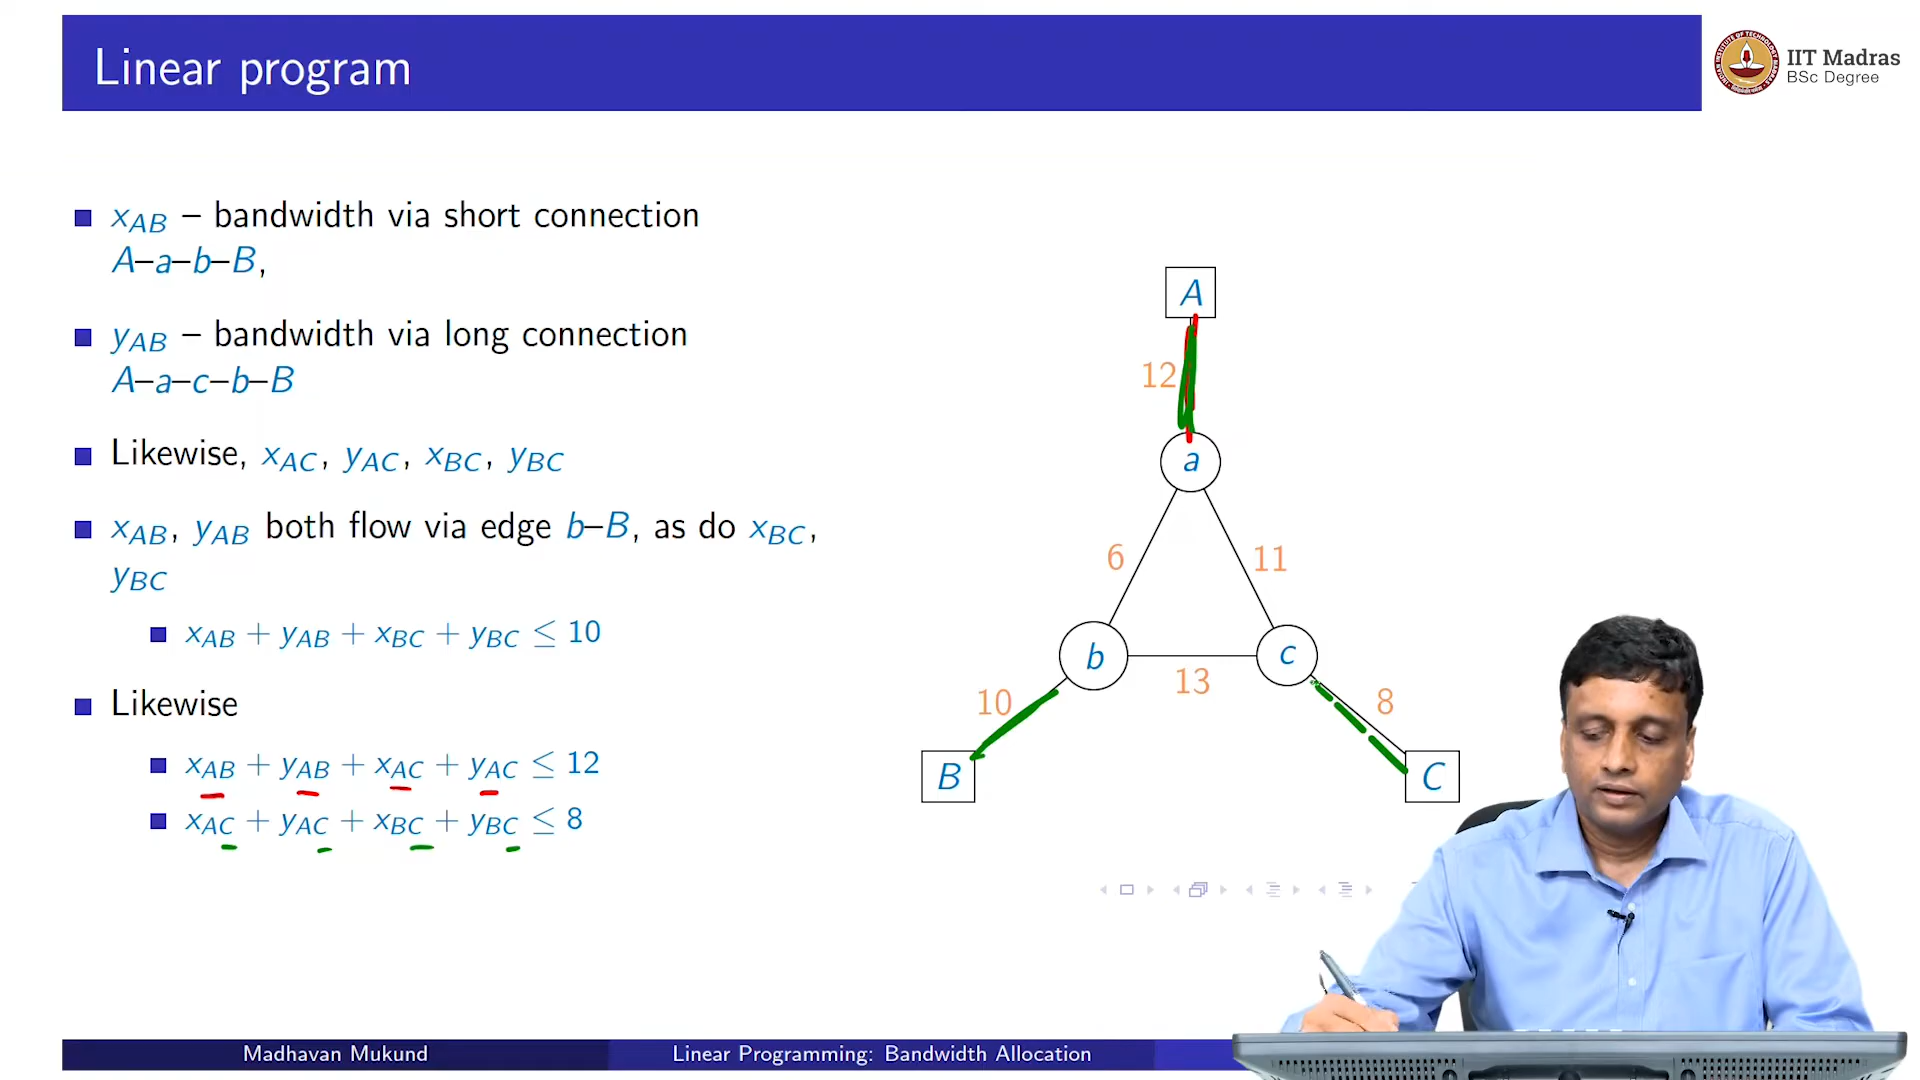 Linear program
IIT Madras
BSc Degree
■ x_AB – bandwidth via short connection
A–a–b–B,
■ y_AB – bandwidth via long connection
A–a–c–b–B
■ Likewise, x_AC, y_AC, x_BC, y_BC
■ x_AB, y_AB both flow via edge b–B, as do x_BC,
y_BC
■ x_AB + y_AB + x_BC + y_BC ≤ 10
■ Likewise
■ x_AB + y_AB + x_AC + y_AC ≤ 12
■ x_AC + y_AC + x_BC + y_BC ≤ 8
A
12
a
6
11
b
c
13
10
8
B
C
Madhavan Mukund
Linear Programming: Bandwidth Allocation